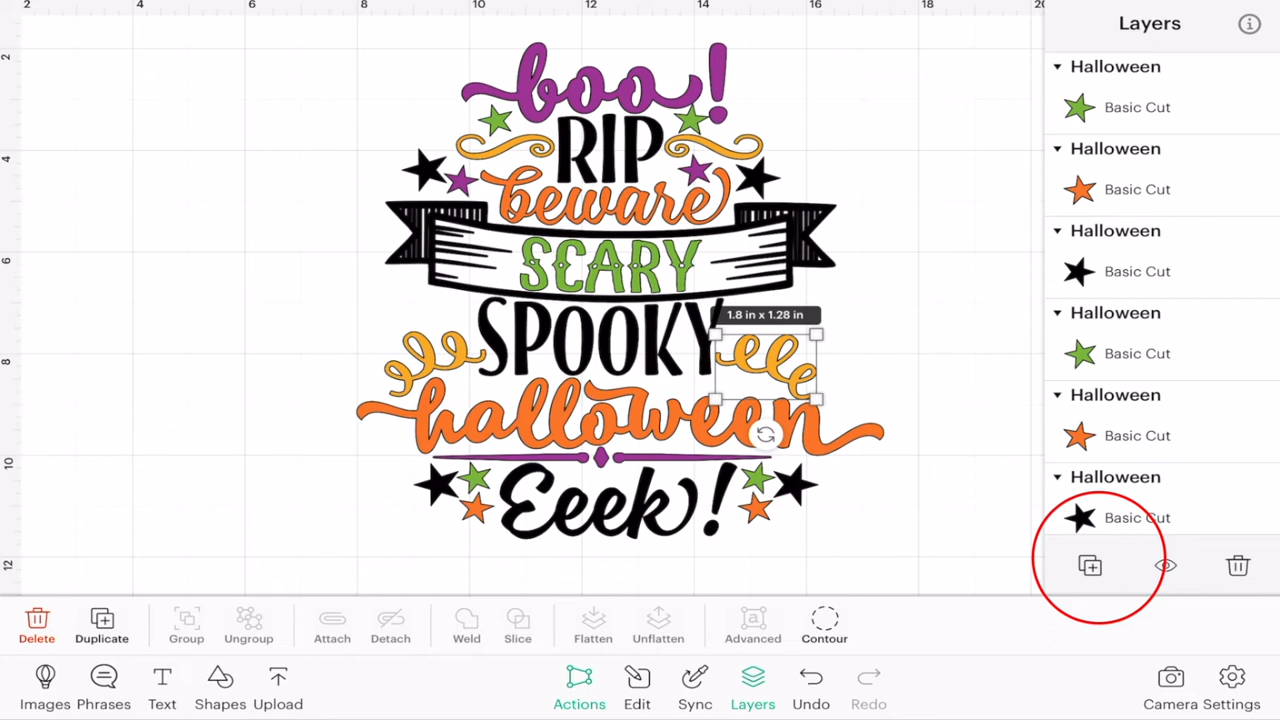 2 4 6 8 10 12 14 16 18 20
Layers
2
4
6
8
10
12
boo!
RIP
beware
SCARY
SPOOKY
1.8 in x 1.28 in
halloween
Eeek!
Halloween
Basic Cut
Halloween
Basic Cut
Halloween
Basic Cut
Halloween
Basic Cut
Halloween
Basic Cut
Halloween
Basic Cut
Delete Duplicate Group Ungroup Attach Detach Weld Slice Flatten Unflatten Advanced Contour
Images Phrases Text Shapes Upload Actions Edit Sync Layers Undo Redo Camera Settings